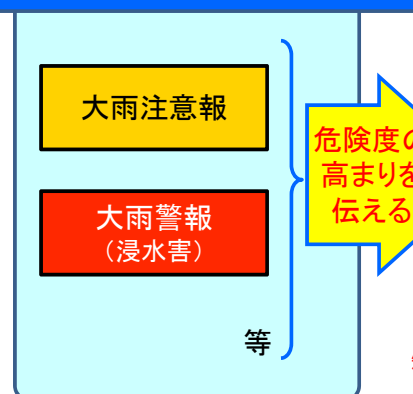 大雨注意報
大雨警報
（浸水害）
等
危険度の
高まりを
伝える